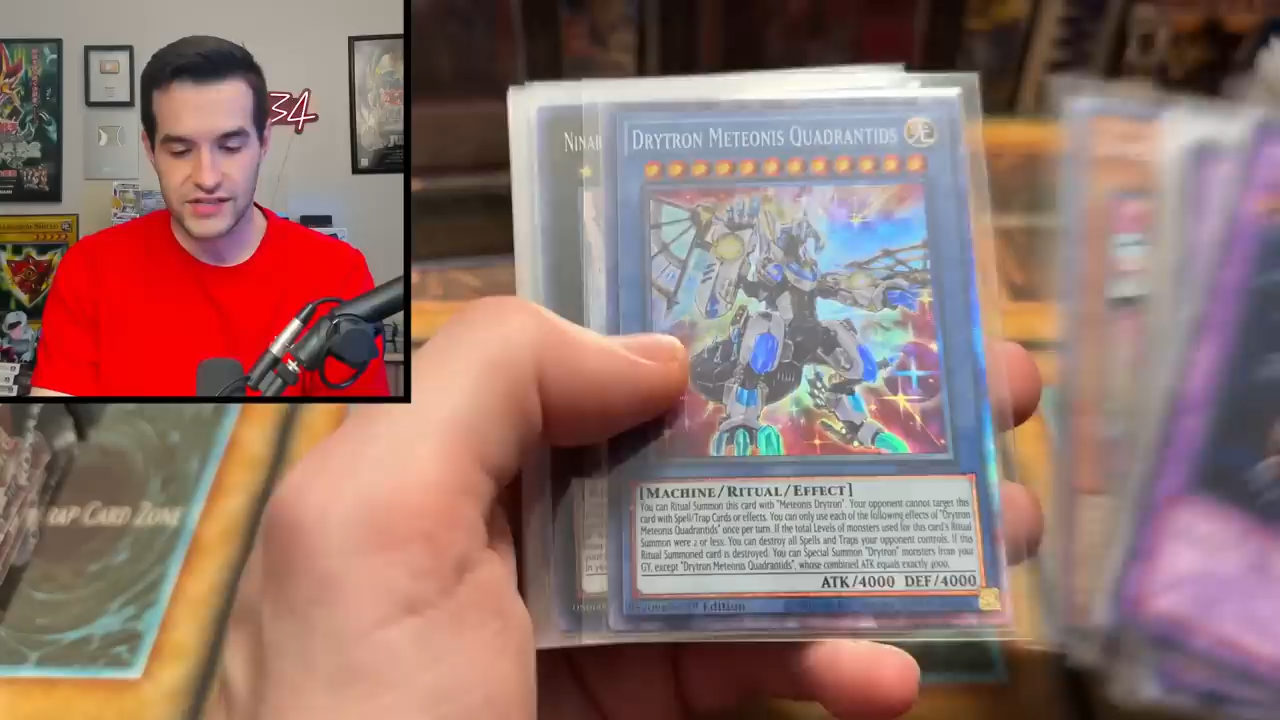 34
NINA
DRYTRON METEONIS QUADRANTIDS
[MACHINE/RITUAL/EFFECT]
You can Ritual Summon this card with "Meteonis Drytron". Your opponent cannot target this
card with Spell/Trap Cards or effects. You can only use each of the following effects of "Drytron
Meteonis Quadrantids" once per turn. If the total Levels of monsters used for this card's Ritual
Summon were 2 or less: You can destroy all Spells and Traps your opponent controls. If this
Ritual Summoned card is destroyed: You can Special Summon "Drytron" monsters from your
GY, except "Drytron Meteonis Quadrantids", whose combined ATK equals exactly 4000.
ATK/4000 DEF/4000
Edition
RAP CARD ZONE